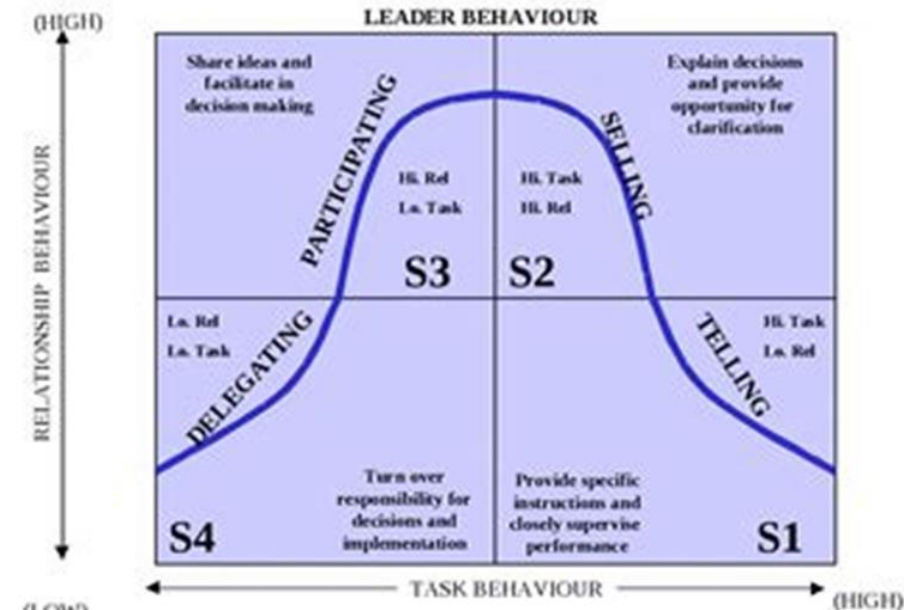 LEADER BEHAVIOUR
(HIGH)
RELATIONSHIP BEHAVIOUR
Share ideas and
facilitate in
decision making
PARTICIPATING
Hi. Rel
Lo. Task
S3
Explain decisions
and provide
opportunity for
clarification
SELLING
Hi. Task
Hi. Rel
S2
Lo. Rel
Lo. Task
DELEGATING
Turn over
responsibility for
decisions and
implementation
S4
TELLING
Hi. Task
Lo. Rel
Provide specific
instructions and
closely supervise
performance
S1
TASK BEHAVIOUR
(LOW)
(HIGH)